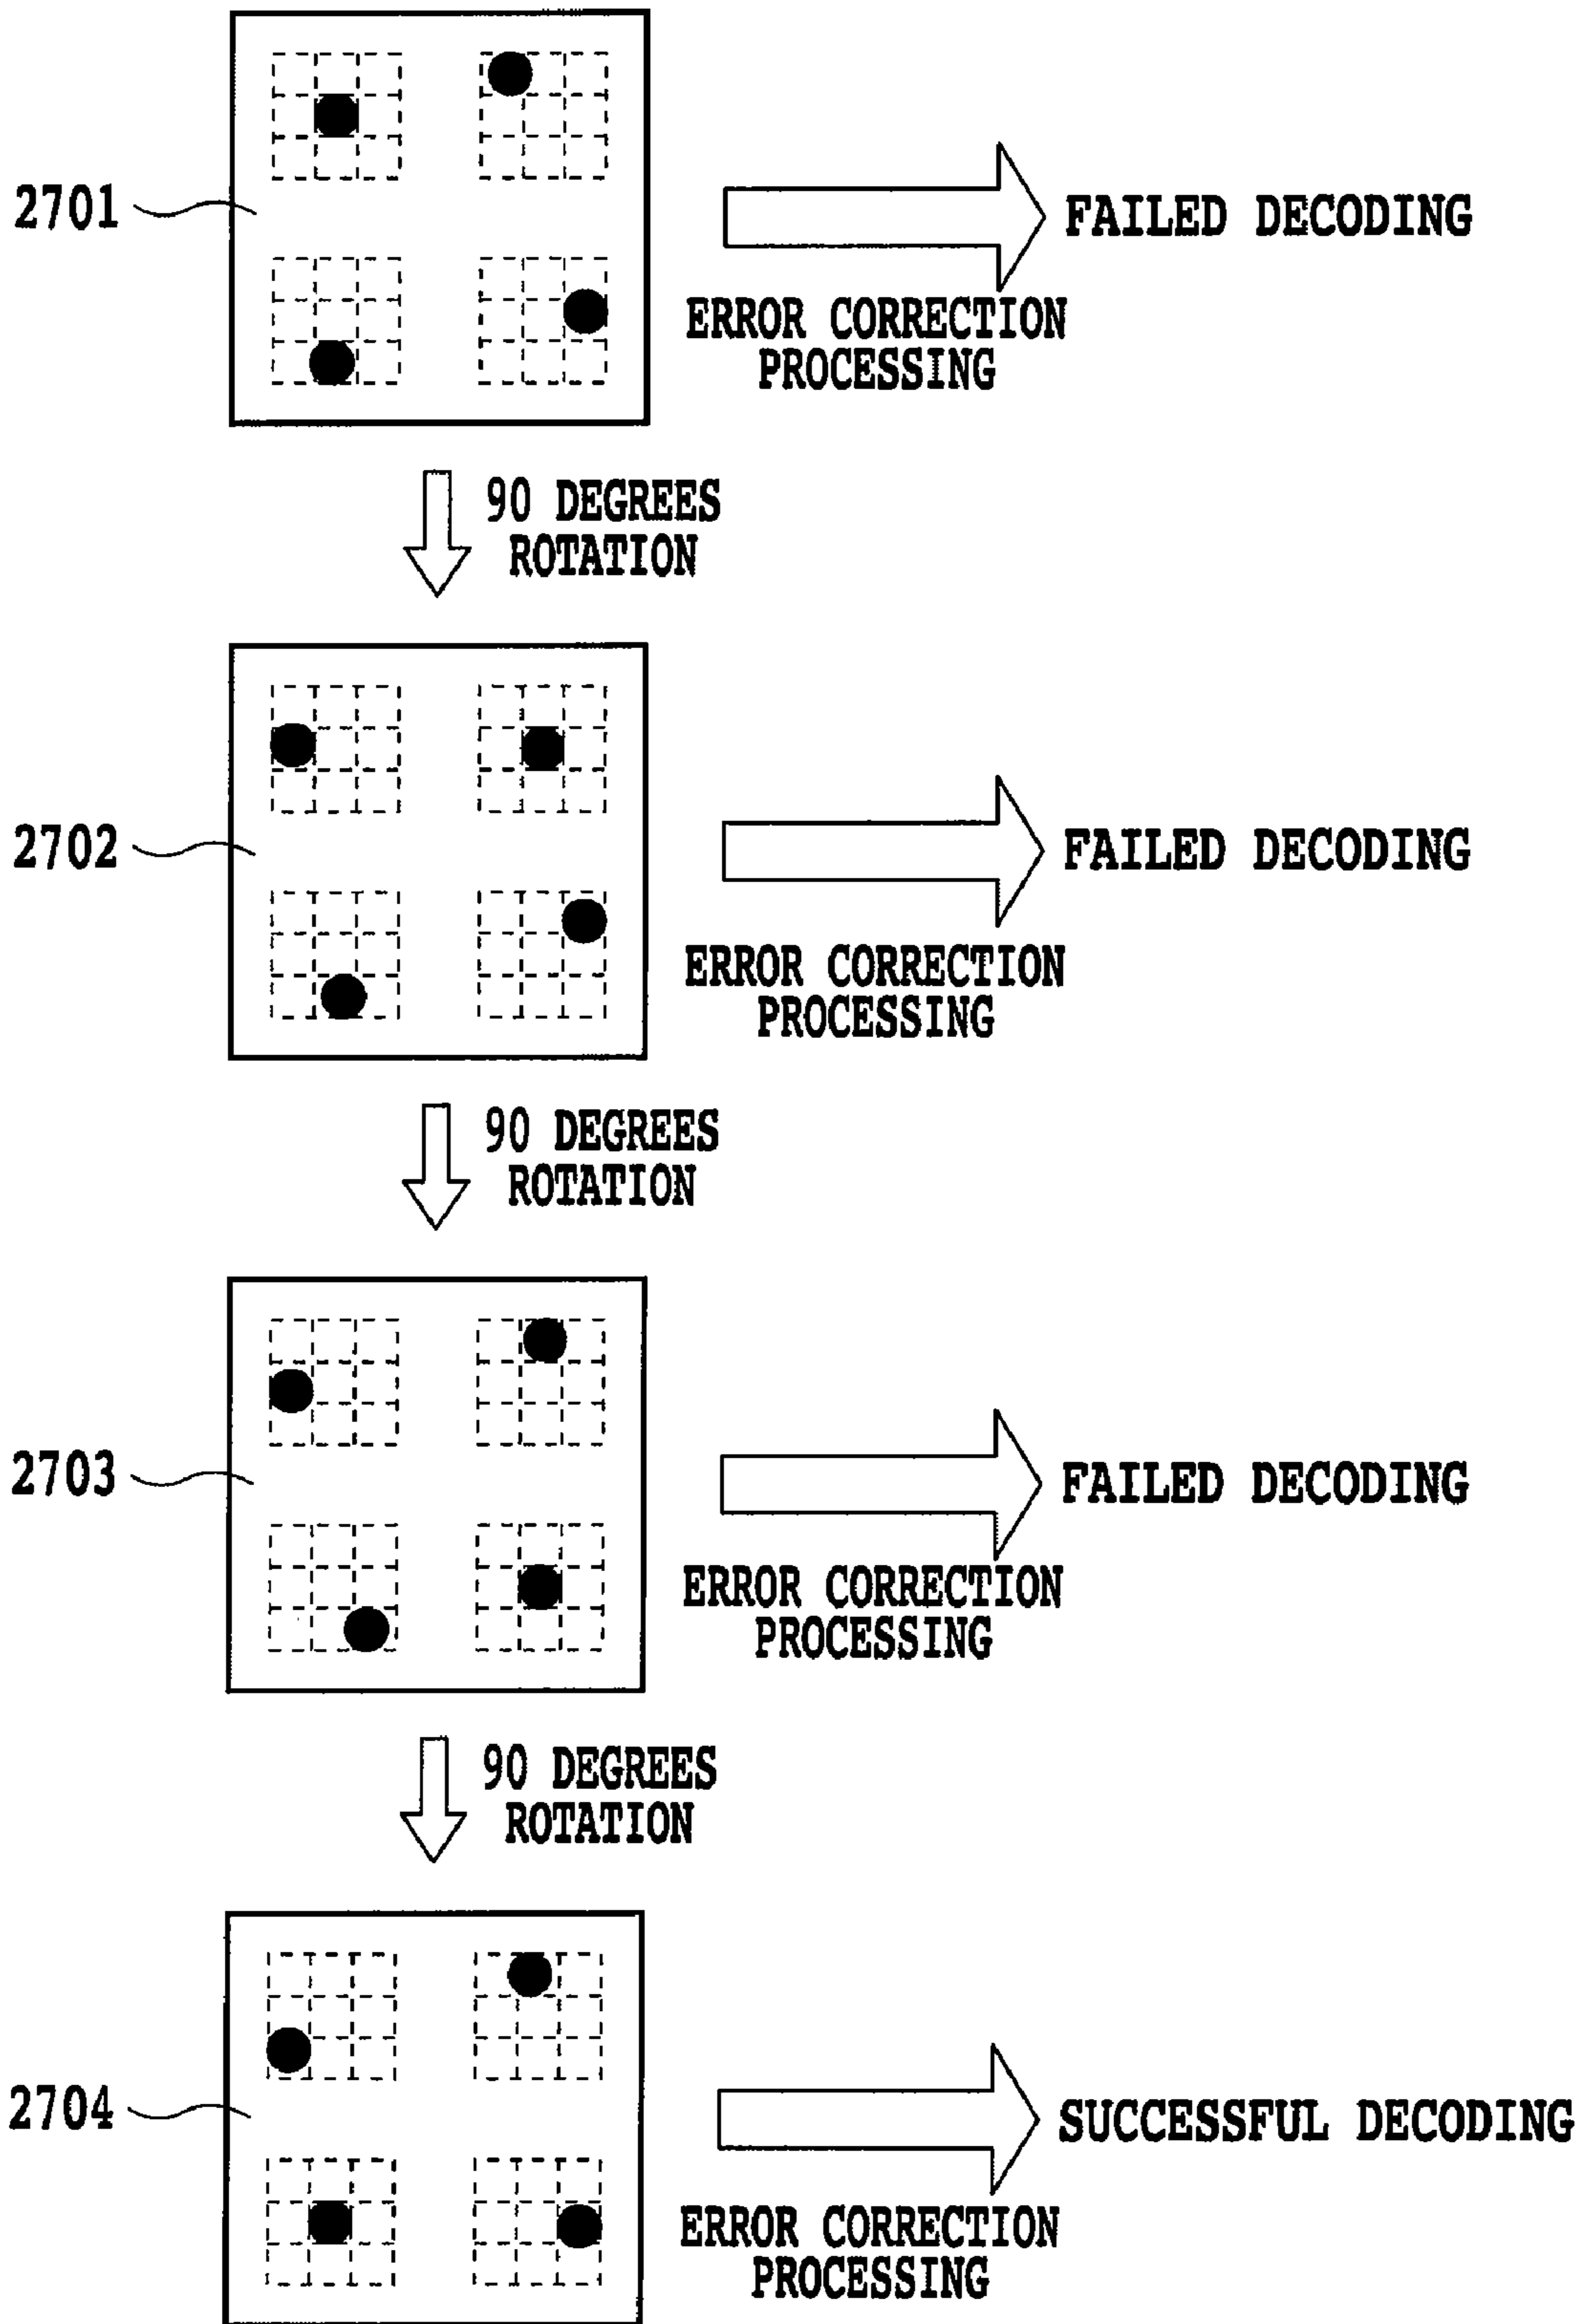 2701
FAILED DECODING
ERROR CORRECTION
PROCESSING
90 DEGREES
ROTATION
2702
FAILED DECODING
ERROR CORRECTION
PROCESSING
90 DEGREES
ROTATION
2703
FAILED DECODING
ERROR CORRECTION
PROCESSING
90 DEGREES
ROTATION
2704
SUCCESSFUL DECODING
ERROR CORRECTION
PROCESSING